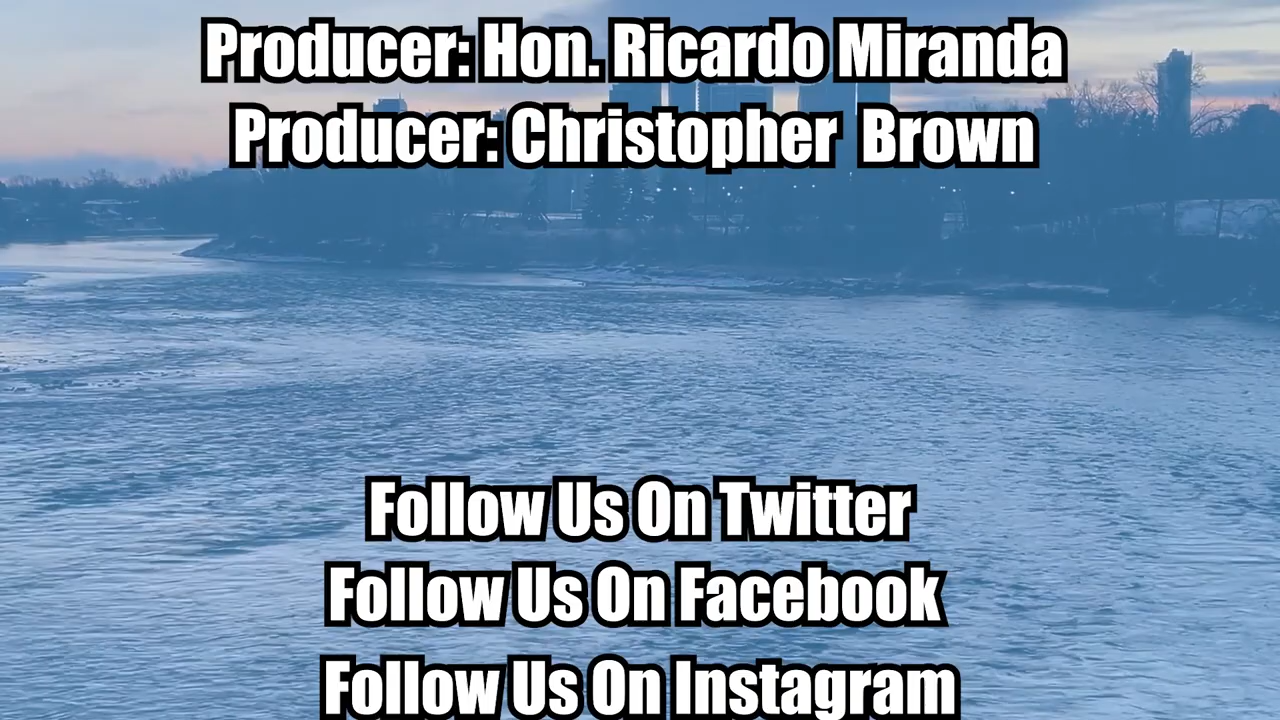 Producer: Hon. Ricardo Miranda
Producer: Christopher Brown
Follow Us On Twitter
Follow Us On Facebook
Follow Us On Instagram